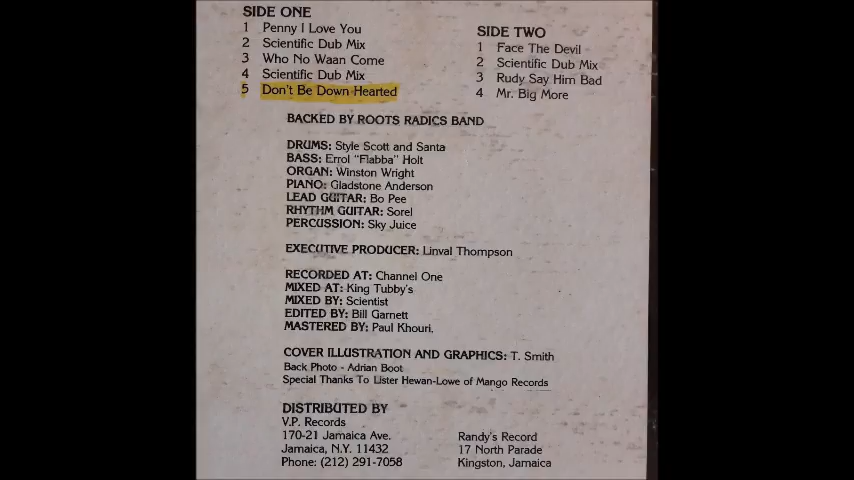 SIDE ONE
1 Penny I Love You
2 Scientific Dub Mix
3 Who No Waan Come
4 Scientific Dub Mix
5 Don't Be Down Hearted
SIDE TWO
1 Face The Devil
2 Scientific Dub Mix
3 Rudy Say Him Bad
4 Mr. Big More
BACKED BY ROOTS RADICS BAND
DRUMS: Style Scott and Santa
BASS: Errol "Flabba" Holt
ORGAN: Winston Wright
PIANO: Gladstone Anderson
LEAD GUITAR: Bo Pee
RHYTHM GUITAR: Sorel
PERCUSSION: Sky Juice
EXECUTIVE PRODUCER: Linval Thompson
RECORDED AT: Channel One
MIXED AT: King Tubby's
MIXED BY: Scientist
EDITED BY: Bill Garnett
MASTERED BY: Paul Khouri.
COVER ILLUSTRATION AND GRAPHICS: T. Smith
Back Photo - Adrian Boot
Special Thanks To Lister Hewan-Lowe of Mango Records
DISTRIBUTED BY
V.P. Records
170-21 Jamaica Ave.
Jamaica, N.Y. 11432
Phone: (212) 291-7058
Randy's Record
17 North Parade
Kingston, Jamaica